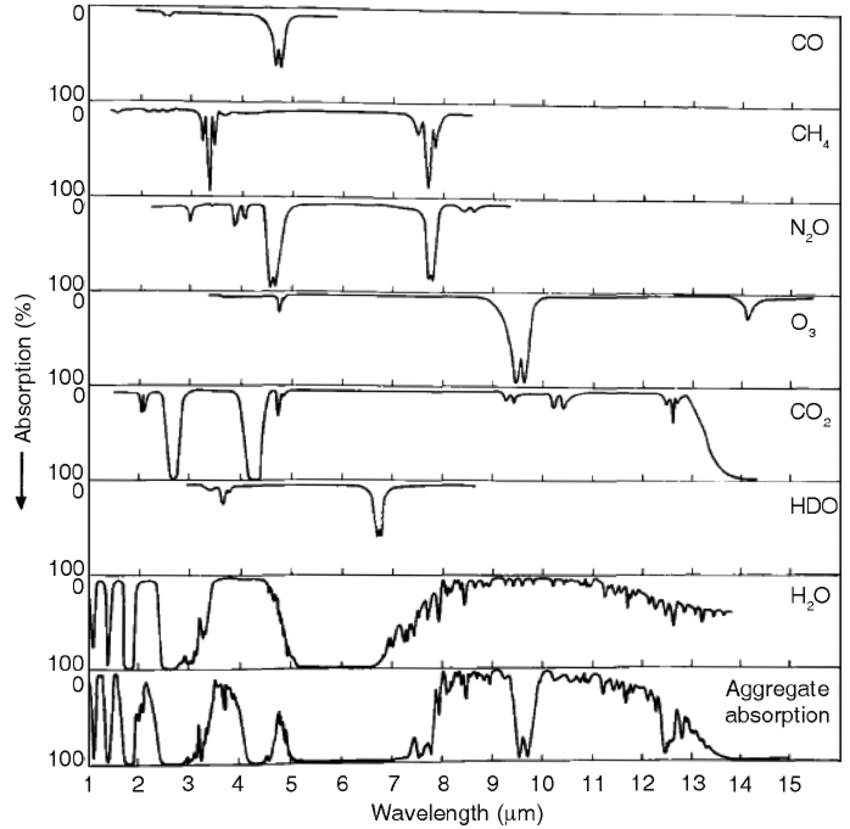 0
CO
100
0
CH₄
100
0
N₂O
100
0
O₃
100
0
CO₂
100
0
HDO
100
0
H₂O
100
0
Aggregate
absorption
100
Absorption (%)
1 2 3 4 5 6 7 8 9 10 11 12 13 14 15
Wavelength (μm)